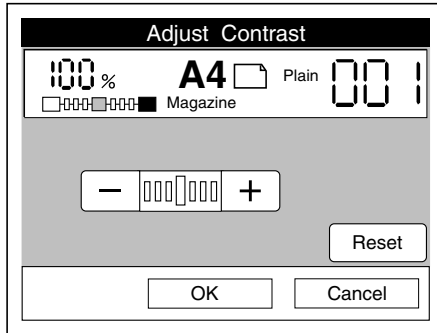 Adjust Contrast
100 % A4 Plain 001
Magazine
− +
Reset
OK Cancel